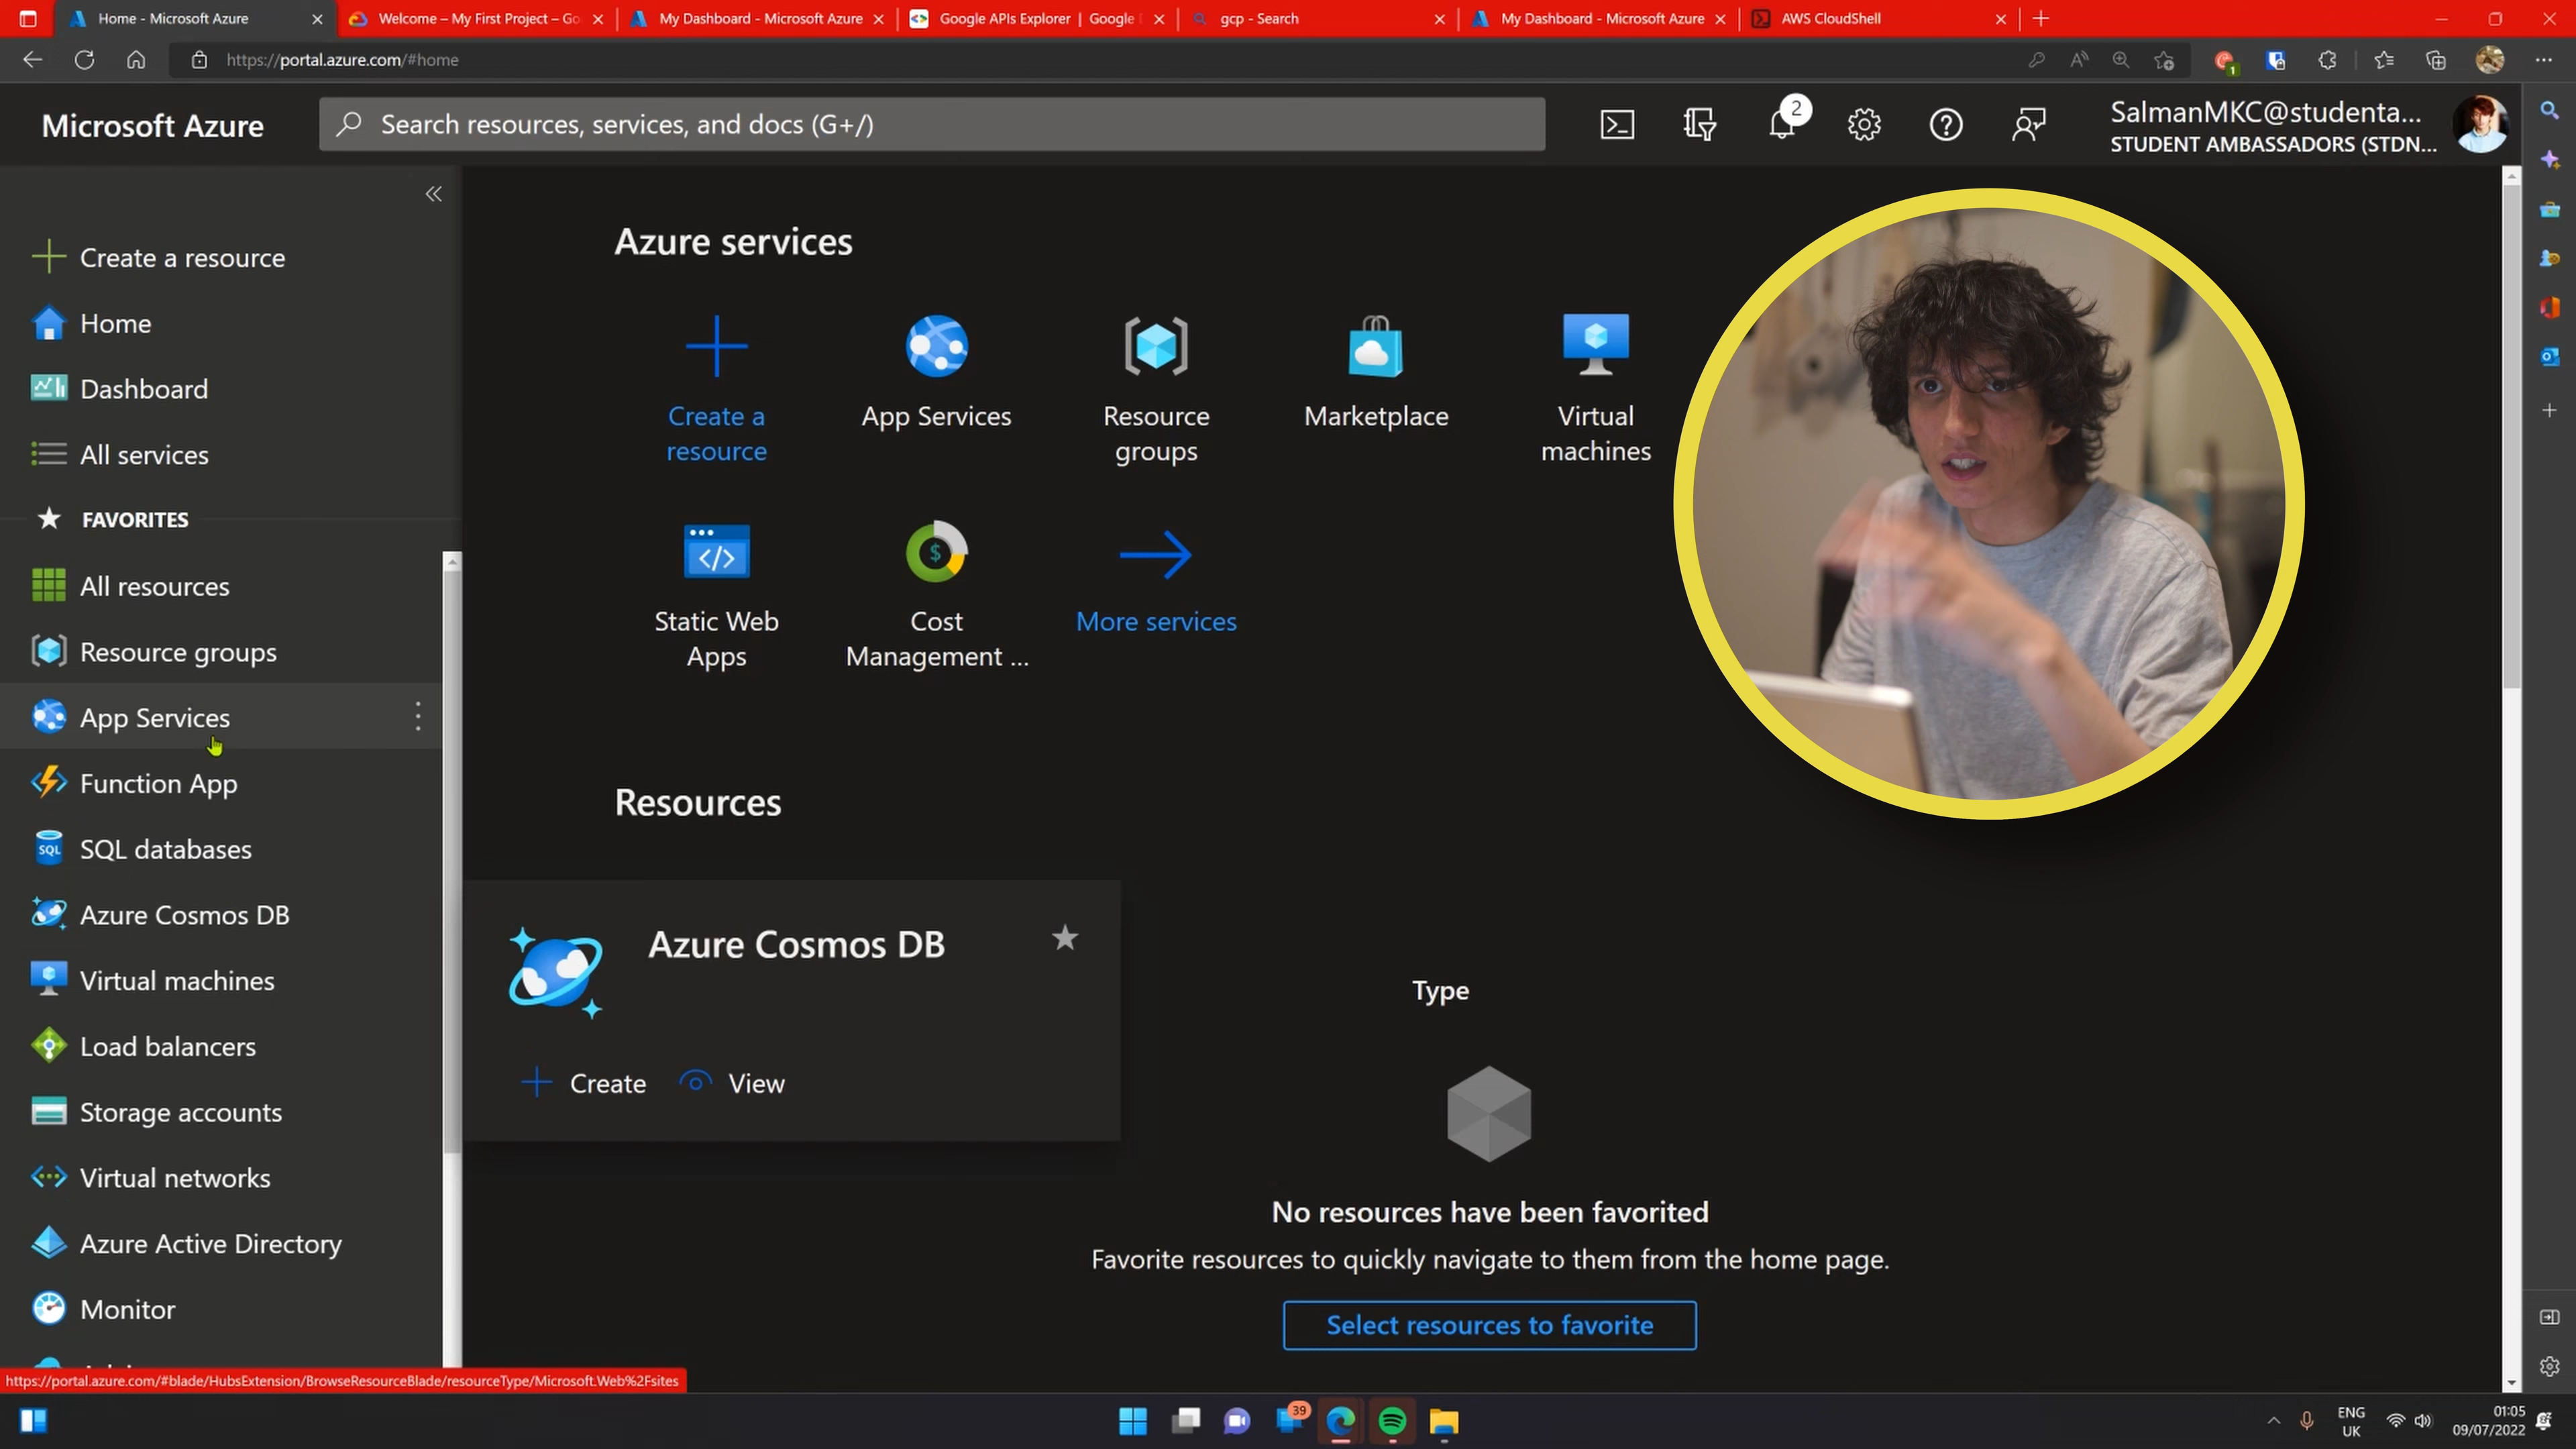 Home - Microsoft Azure
Welcome – My First Project – Go
My Dashboard - Microsoft Azure
Google APIs Explorer | Google
gcp - Search
My Dashboard - Microsoft Azure
AWS CloudShell
https://portal.azure.com/#home
1
Microsoft Azure
Search resources, services, and docs (G+/)
2
SalmanMKC@studenta...
STUDENT AMBASSADORS (STDN...
Create a resource
Home
Dashboard
All services
FAVORITES
All resources
Resource groups
App Services
Function App
SQL databases
Azure Cosmos DB
Virtual machines
Load balancers
Storage accounts
Virtual networks
Azure Active Directory
Monitor
Azure services
Create a
resource
App Services
Resource
groups
Marketplace
Virtual
machines
Static Web
Apps
Cost
Management ...
More services
Resources
Azure Cosmos DB
Create
View
Type
No resources have been favorited
Favorite resources to quickly navigate to them from the home page.
Select resources to favorite
https://portal.azure.com/#blade/HubsExtension/BrowseResourceBlade/resourceType/Microsoft.Web%2Fsites
39
ENG
UK
01:05
09/07/2022